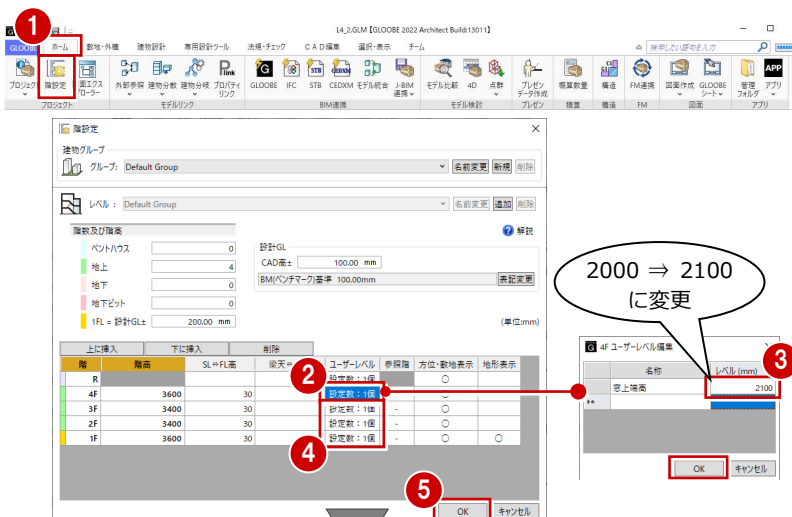 1
L4_2.GLM【GLOOBE 2022 Architect Build:13011】
GLOOBE ホーム 敷地・外構 建物設計 専用設計ツール 法規・チェック CAD編集 選択・表示 チーム 検索したい語句を入力
プロジェクト 階設定 外部参照 建物分散 建物分岐 プロパティリンク GLOOBE IFC STB CEDXM モデル統合 J-BIM連携 モデル比較 4D 点群 プレゼンデータ作成 概算数量 構造 FM連携 図面作成 GLOOBEシート 管理フォルダ APP アプリ
プロジェクト モデルリンク BIM連携 モデル検討 プレゼン 積算 構造 FM 図面 アプリ
階設定
建物グループ
グループ: Default Group 名前変更 新規 削除
レベル : Default Group 名前変更 追加 削除
階数及び階高 解説
ペントハウス 0
地上 4
地下 0
地下ピット 0
1FL = 設計GL± 200.00 mm
設計GL
CAD高± 100.00 mm
BM(ベンチマーク)基準 100.00mm 表記変更
(単位:mm)
上に挿入 下に挿入 削除
階 階高 SL⇔FL高 梁天⇔ ユーザーレベル 参照階 方位・敷地表示 地形表示
R 設定数：1個 ○
4F 3600 30 設定数：1個
3F 3400 30 設定数：1個 - ○
2F 3400 30 設定数：1個 - ○
1F 3600 30 設定数：1個 - ○ ○
2
4
5
OK キャンセル
2000 ⇒ 2100
に変更
4F ユーザーレベル編集
3
名称 レベル (mm)
窓上端高 2100
OK キャンセル